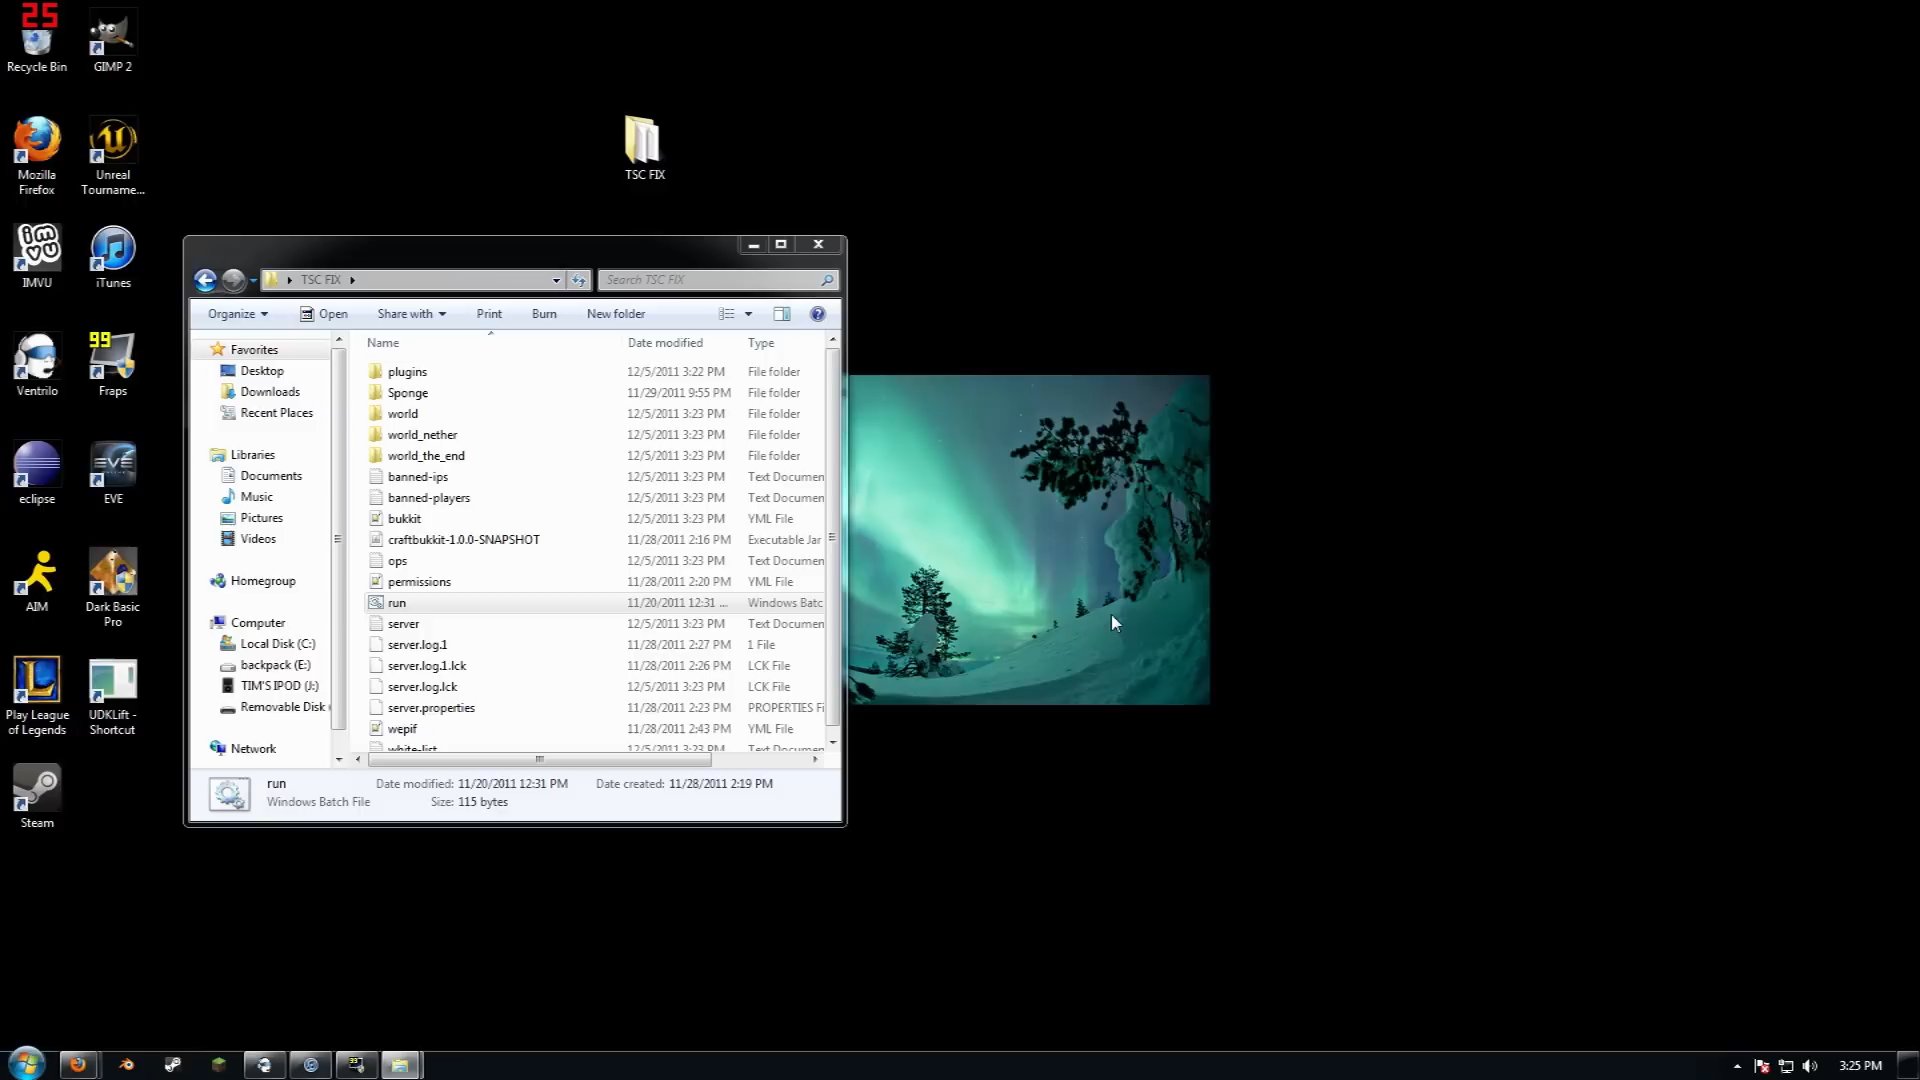 25
Recycle Bin
GIMP 2
Mozilla
Firefox
Unreal
Tourname...
IMVU
iTunes
Ventrilo
99
Fraps
eclipse
EVE
AIM
Dark Basic
Pro
Play League
of Legends
UDKLift -
Shortcut
Steam
TSC FIX
TSC FIX
Search TSC FIX
Organize
Open
Share with
Print
Burn
New folder
Favorites
Desktop
Downloads
Recent Places
Libraries
Documents
Music
Pictures
Videos
Homegroup
Computer
Local Disk (C:)
backpack (E:)
TIM'S IPOD (J:)
Removable Disk
Network
Name Date modified Type
plugins 12/5/2011 3:22 PM File folder
Sponge 11/29/2011 9:55 PM File folder
world 12/5/2011 3:23 PM File folder
world_nether 12/5/2011 3:23 PM File folder
world_the_end 12/5/2011 3:23 PM File folder
banned-ips 12/5/2011 3:23 PM Text Documen
banned-players 12/5/2011 3:23 PM Text Documen
bukkit 12/5/2011 3:23 PM YML File
craftbukkit-1.0.0-SNAPSHOT 11/28/2011 2:16 PM Executable Jar
ops 12/5/2011 3:23 PM Text Documen
permissions 11/28/2011 2:20 PM YML File
run 11/20/2011 12:31 ... Windows Batc
server 12/5/2011 3:23 PM Text Documen
server.log.1 11/28/2011 2:27 PM 1 File
server.log.1.lck 11/28/2011 2:26 PM LCK File
server.log.lck 12/5/2011 3:23 PM LCK File
server.properties 11/28/2011 2:23 PM PROPERTIES Fi
wepif 11/28/2011 2:43 PM YML File
white-list 12/5/2011 3:23 PM Text Documen
run
Windows Batch File
Date modified: 11/20/2011 12:31 PM
Size: 115 bytes
Date created: 11/28/2011 2:19 PM
3:25 PM